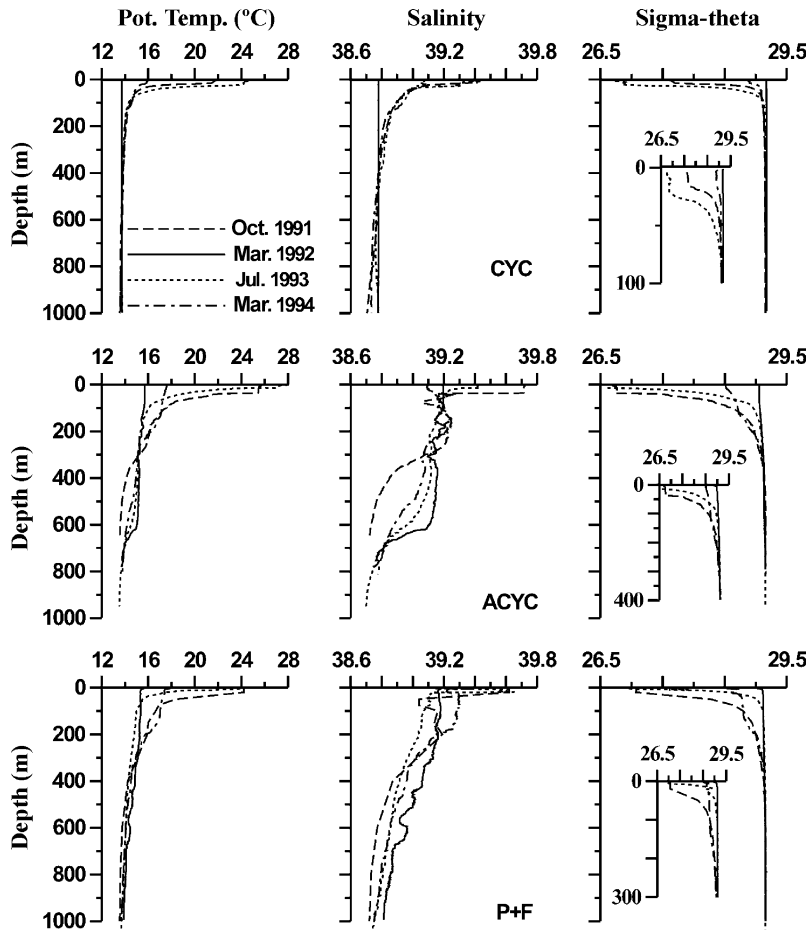 Pot. Temp. (ºC) Salinity Sigma-theta
12 16 20 24 28 38.6 39.2 39.8 26.5 29.5
0
200
400
600
800
1000
Depth (m)
Oct. 1991
Mar. 1992
Jul. 1993
Mar. 1994
CYC
26.5 29.5
0
100
12 16 20 24 28 38.6 39.2 39.8 26.5 29.5
0
200
400
600
800
1000
Depth (m)
ACYC
26.5 29.5
0
400
12 16 20 24 28 38.6 39.2 39.8 26.5 29.5
0
200
400
600
800
1000
Depth (m)
P+F
26.5 29.5
0
300